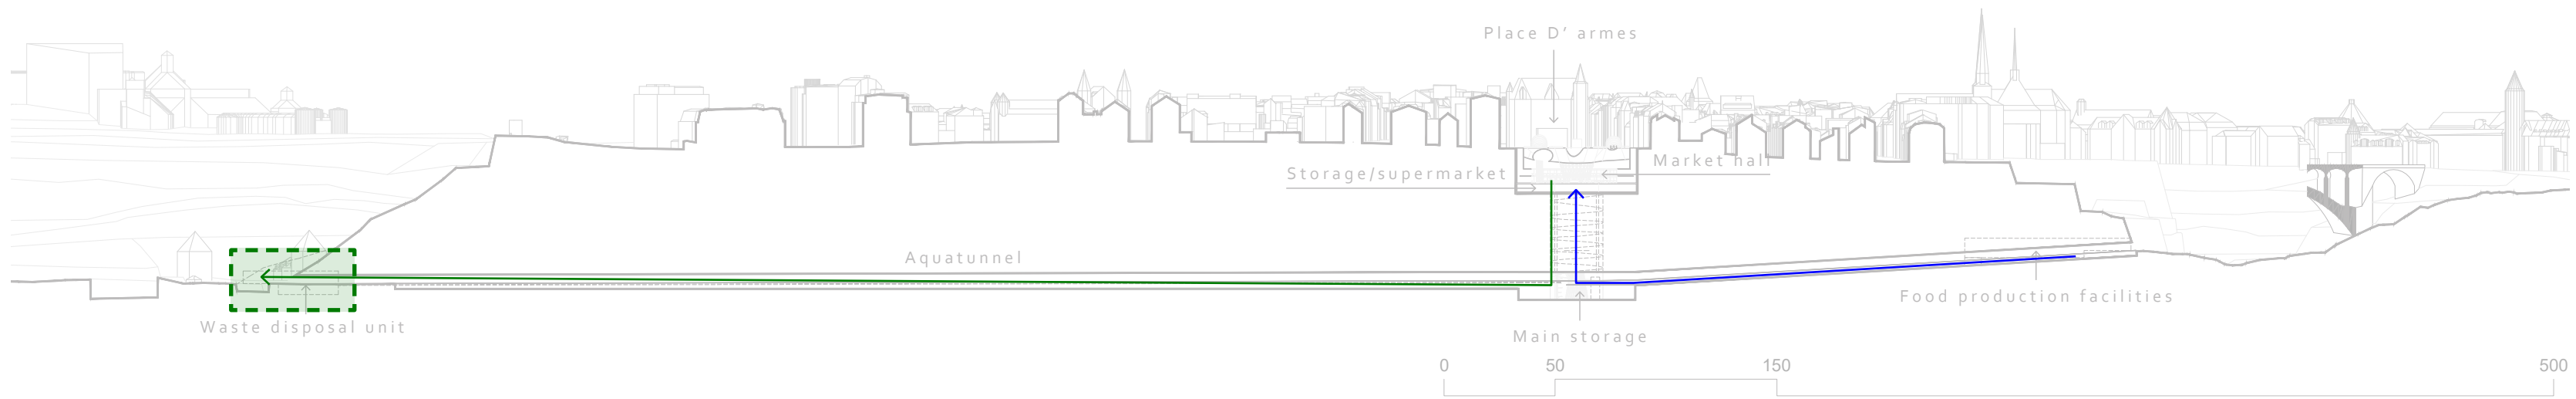 Place D' armes
Market hall
Storage/supermarket
Aquatunnel
Food production facilities
Waste disposal unit
Main storage
0 50 150 500